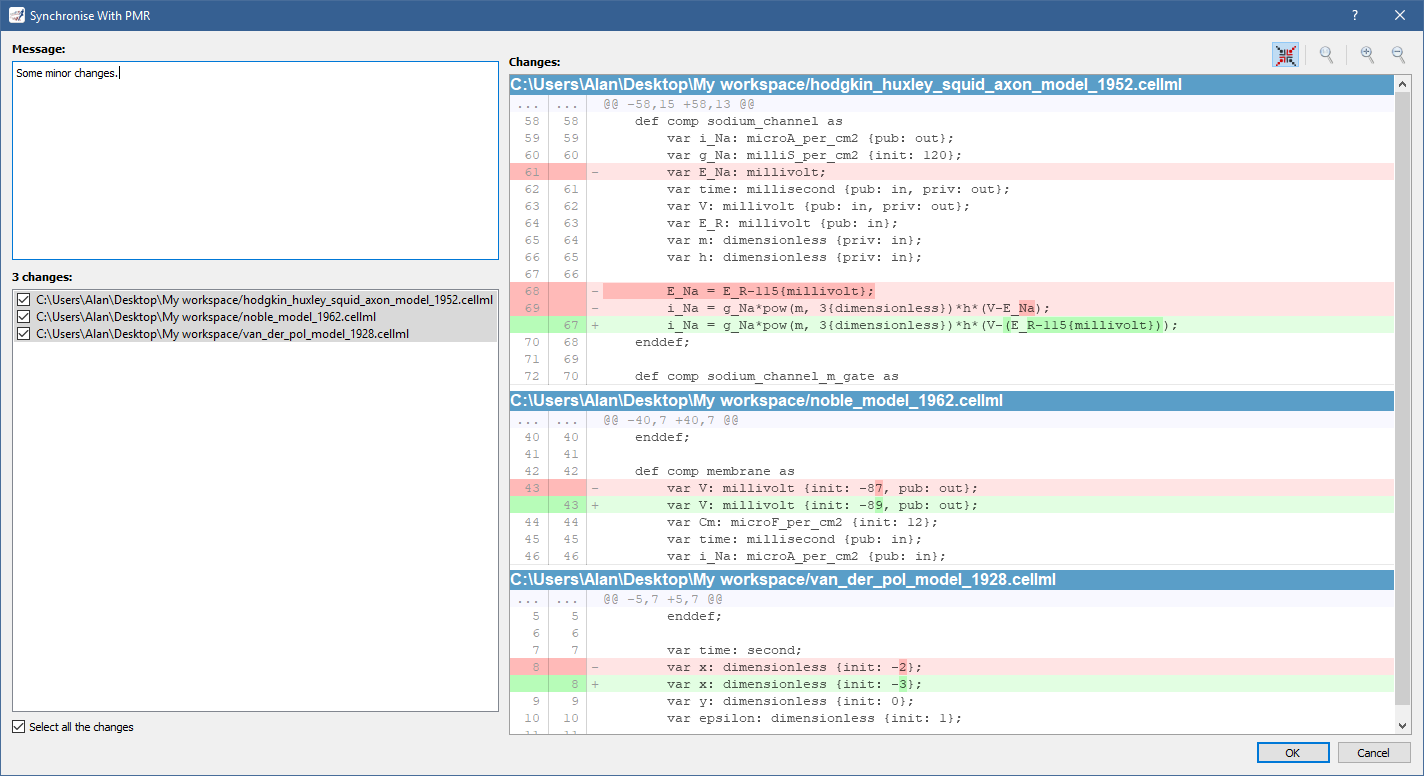 Synchronise With PMR
?
Message:
Some minor changes.
3 changes:
C:\Users\Alan\Desktop\My workspace/hodgkin_huxley_squid_axon_model_1952.cellml
C:\Users\Alan\Desktop\My workspace/noble_model_1962.cellml
C:\Users\Alan\Desktop\My workspace/van_der_pol_model_1928.cellml
Select all the changes
Changes:
C:\Users\Alan\Desktop\My workspace/hodgkin_huxley_squid_axon_model_1952.cellml
... ... @@ -58,15 +58,13 @@
58 58 def comp sodium_channel as
59 59 var i_Na: microA_per_cm2 {pub: out};
60 60 var g_Na: milliS_per_cm2 {init: 120};
61 - var E_Na: millivolt;
62 61 var time: millisecond {pub: in, priv: out};
63 62 var V: millivolt {pub: in, priv: out};
64 63 var E_R: millivolt {pub: in};
65 64 var m: dimensionless {priv: in};
66 65 var h: dimensionless {priv: in};
67 66
68 - E_Na = E_R-115{millivolt};
69 - i_Na = g_Na*pow(m, 3{dimensionless})*h*(V-E_Na);
67 + i_Na = g_Na*pow(m, 3{dimensionless})*h*(V-(E_R-115{millivolt}));
70 68 enddef;
71 69
72 70 def comp sodium_channel_m_gate as
C:\Users\Alan\Desktop\My workspace/noble_model_1962.cellml
... ... @@ -40,7 +40,7 @@
40 40 enddef;
41 41
42 42 def comp membrane as
43 - var V: millivolt {init: -87, pub: out};
43 + var V: millivolt {init: -89, pub: out};
44 44 var Cm: microF_per_cm2 {init: 12};
45 45 var time: millisecond {pub: in};
46 46 var i_Na: microA_per_cm2 {pub: in};
C:\Users\Alan\Desktop\My workspace/van_der_pol_model_1928.cellml
... ... @@ -5,7 +5,7 @@
5 5 enddef;
6 6
7 7 var time: second;
8 - var x: dimensionless {init: -2};
8 + var x: dimensionless {init: -3};
9 9 var y: dimensionless {init: 0};
10 10 var epsilon: dimensionless {init: 1};
OK Cancel